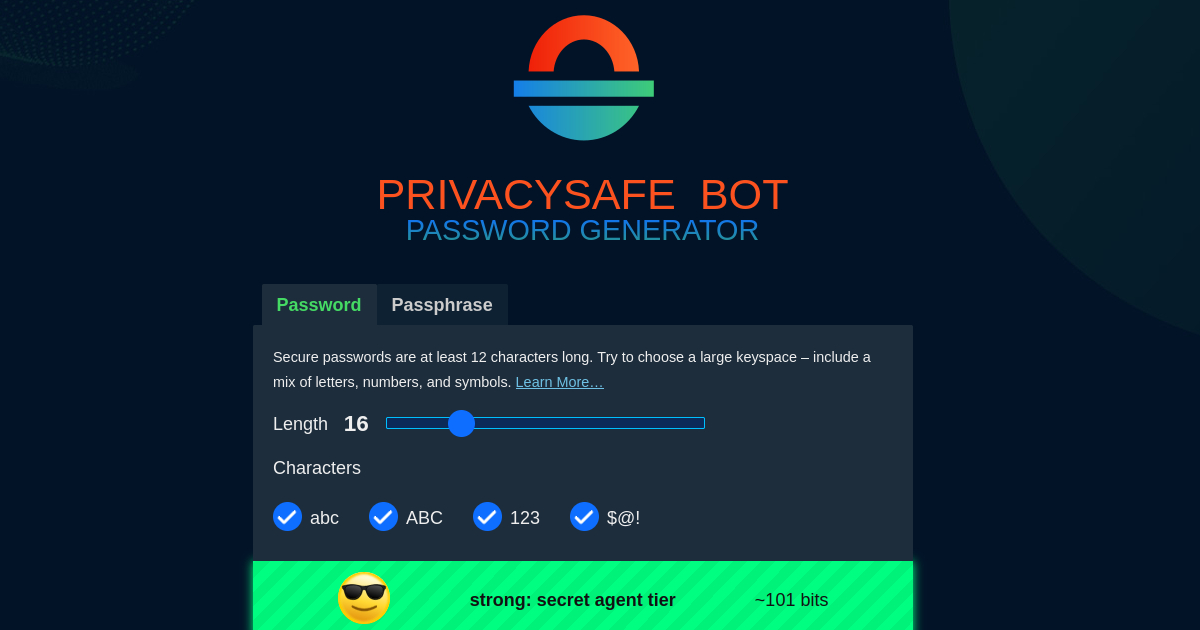 PRIVACYSAFE BOT
PASSWORD GENERATOR
Password Passphrase
Secure passwords are at least 12 characters long. Try to choose a large keyspace – include a
mix of letters, numbers, and symbols. Learn More…
Length 16
Characters
abc ABC 123 $@!
strong: secret agent tier ~101 bits